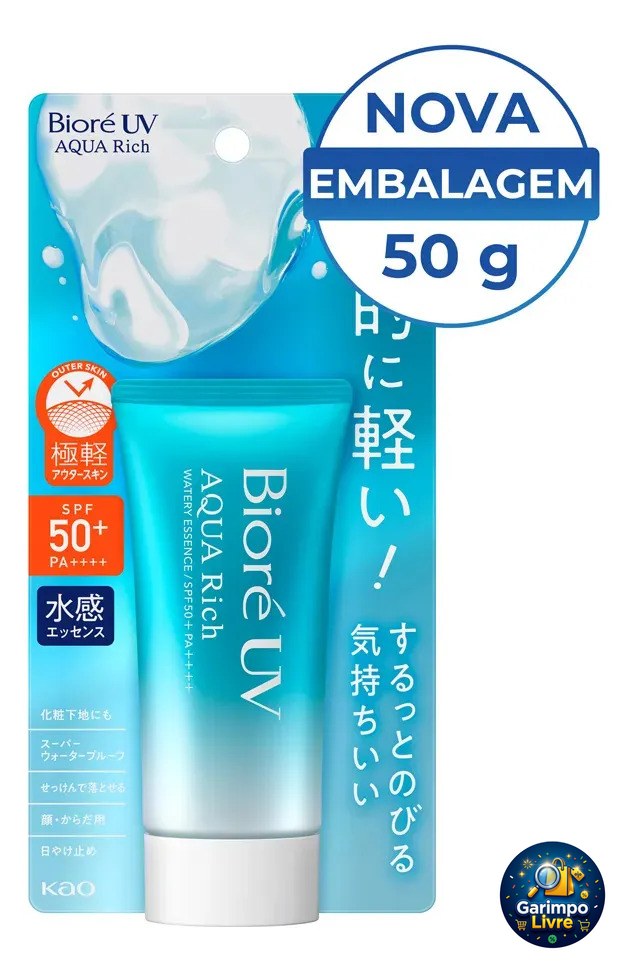 Bioré UV
AQUA Rich
NOVA
EMBALAGEM
50 g
的に軽い!
するっとのびる
気持ちいい
OUTER SKIN
極軽
アウタースキン
SPF
50+
PA++++
水感
エッセンス
化粧下地にも
スーパー
ウォータープルーフ
せっけんで落とせる
顔・からだ用
日やけ止め
Kao
Bioré UV
AQUA Rich
WATERY ESSENCE / SPF50+ PA++++
Garimpo
Livre